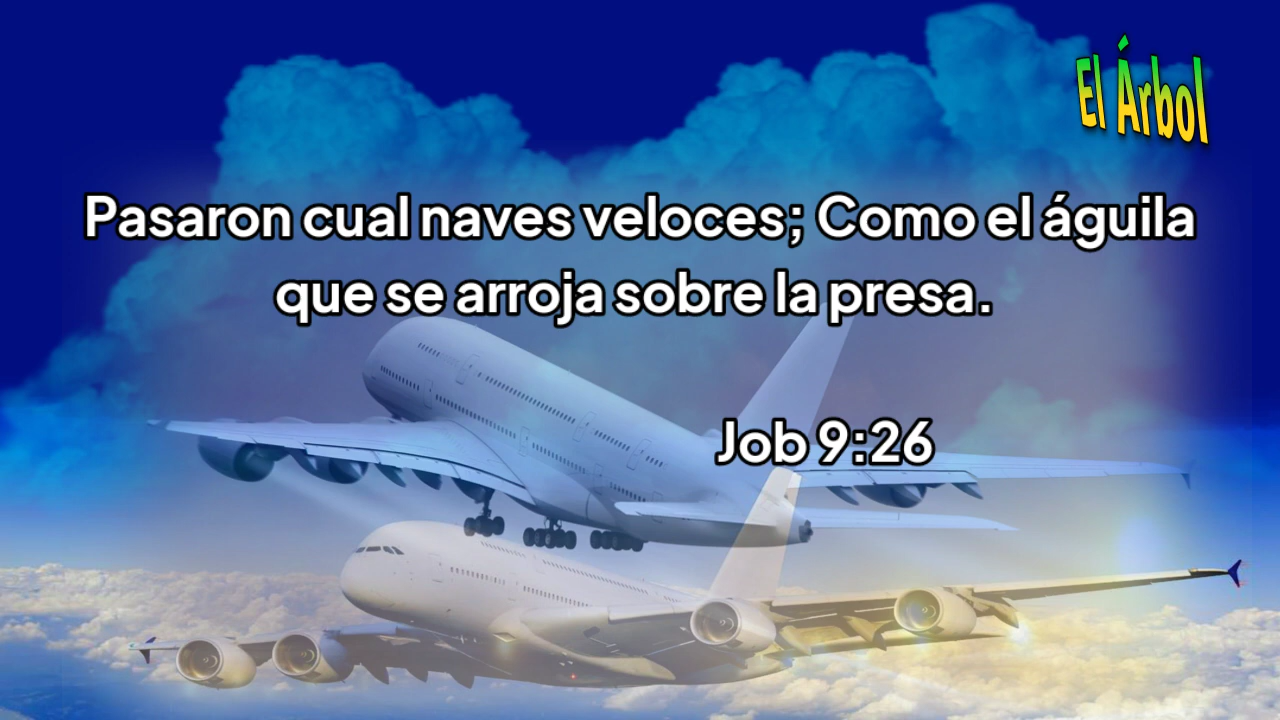 El Árbol
Pasaron cual naves veloces; Como el águila
que se arroja sobre la presa.
Job 9:26